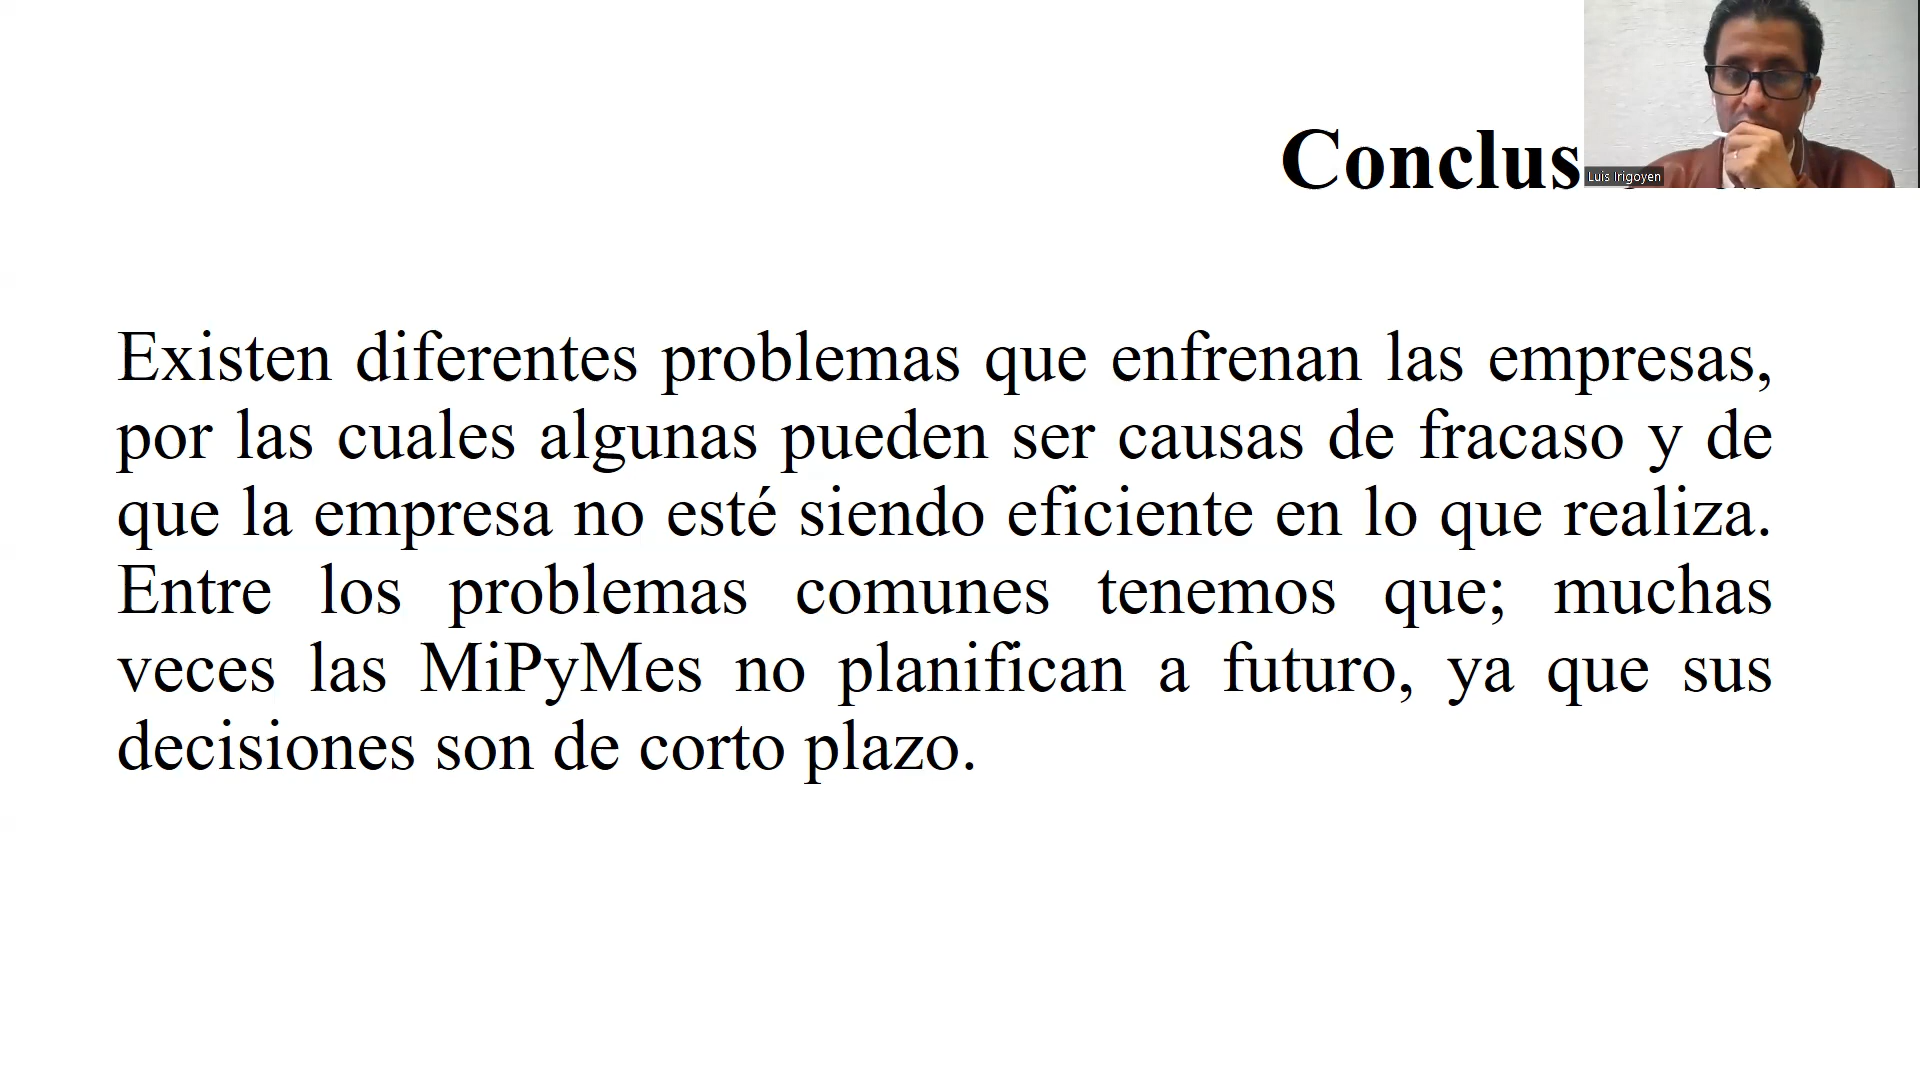 Conclus
Luis Irigoyen
Existen diferentes problemas que enfrenan las empresas,
por las cuales algunas pueden ser causas de fracaso y de
que la empresa no esté siendo eficiente en lo que realiza.
Entre los problemas comunes tenemos que; muchas
veces las MiPyMes no planifican a futuro, ya que sus
decisiones son de corto plazo.